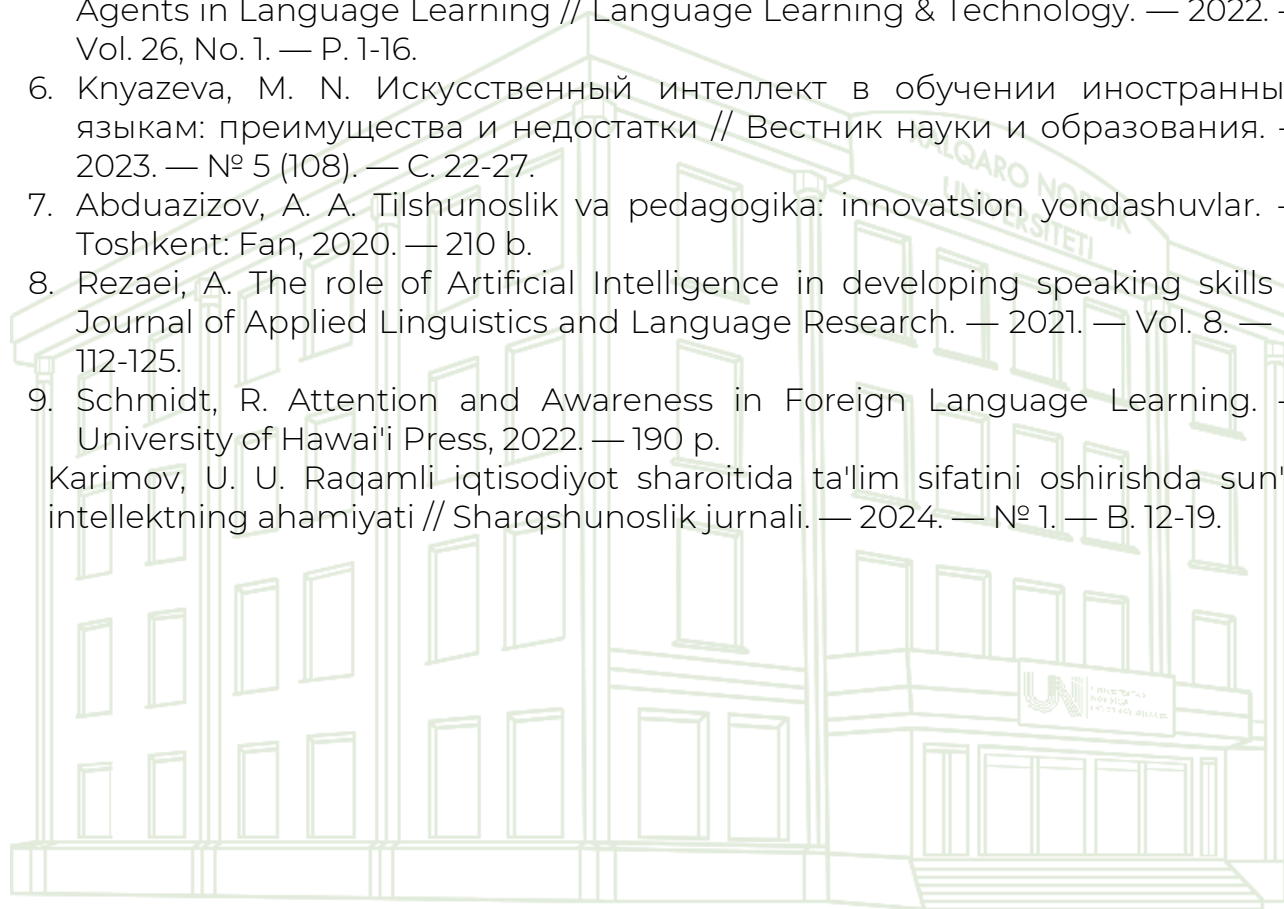 Agents in Language Learning // Language Learning & Technology. — 2022.
Vol. 26, No. 1. — P. 1-16.
6. Knyazeva, M. N. Искусственный интеллект в обучении иностранны
языкам: преимущества и недостатки // Вестник науки и образования.
2023. — № 5 (108). — С. 22-27.
7. Abduazizov, A. A. Tilshunoslik va pedagogika: innovatsion yondashuvlar.
Toshkent: Fan, 2020. — 210 b.
8. Rezaei, A. The role of Artificial Intelligence in developing speaking skills
Journal of Applied Linguistics and Language Research. — 2021. — Vol. 8. —
112-125.
9. Schmidt, R. Attention and Awareness in Foreign Language Learning.
University of Hawai'i Press, 2022. — 190 p.
Karimov, U. U. Raqamli iqtisodiyot sharoitida ta'lim sifatini oshirishda sun'
intellektning ahamiyati // Sharqshunoslik jurnali. — 2024. — № 1. — B. 12-19.
XALQARO NORDIK
UNIVERSITETI
UNI